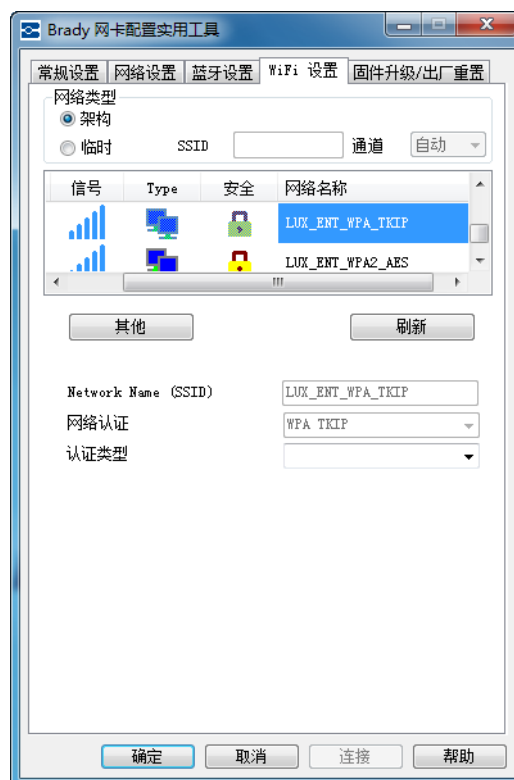 Brady 网卡配置实用工具
常规设置 网络设置 蓝牙设置 WiFi 设置 固件升级/出厂重置
网络类型
架构
临时 SSID 通道 自动
信号 Type 安全 网络名称
LUX_ENT_WPA_TKIP
LUX_ENT_WPA2_AES
其他 刷新
Network Name (SSID) LUX_ENT_WPA_TKIP
网络认证 WPA TKIP
认证类型
确定 取消 连接 帮助